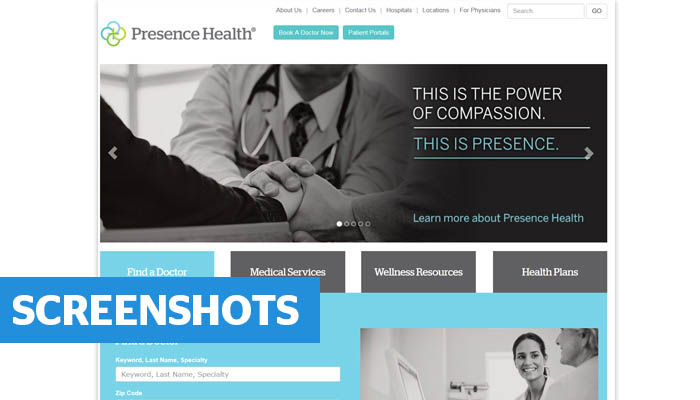 About Us | Careers | Contact Us | Hospitals | Locations | For Physicians
Search
GO
Presence Health®
Book A Doctor Now
Patient Portals
THIS IS THE POWER
OF COMPASSION.
THIS IS PRESENCE.
Learn more about Presence Health
Find a Doctor
Medical Services
Wellness Resources
Health Plans
SCREENSHOTS
Find a Doctor
Keyword, Last Name, Specialty
Keyword, Last Name, Specialty
Zip Code